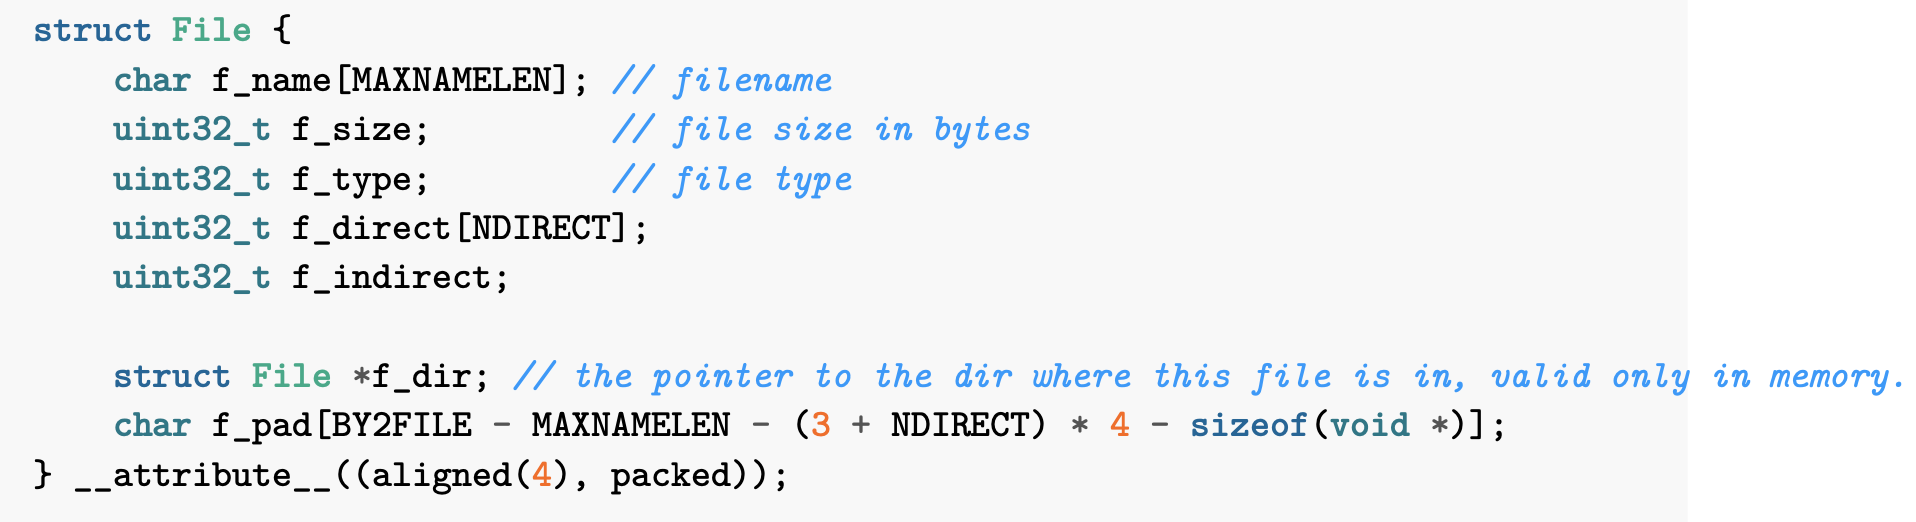 struct File {
    char f_name[MAXNAMELEN]; // filename
    uint32_t f_size;         // file size in bytes
    uint32_t f_type;         // file type
    uint32_t f_direct[NDIRECT];
    uint32_t f_indirect;

    struct File *f_dir; // the pointer to the dir where this file is in, valid only in memory.
    char f_pad[BY2FILE - MAXNAMELEN - (3 + NDIRECT) * 4 - sizeof(void *)];
} __attribute__((aligned(4), packed));